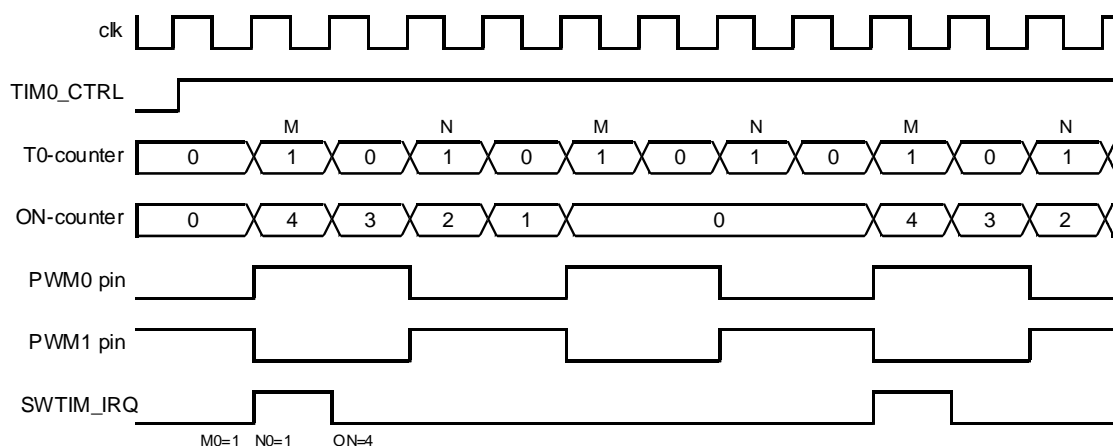 clk
TIM0_CTRL
M N M N M N
T0-counter 0 1 0 1 0 1 0 1 0 1 0 1
ON-counter 0 4 3 2 1 0 4 3 2
PWM0 pin
PWM1 pin
SWTIM_IRQ
M0=1 N0=1 ON=4